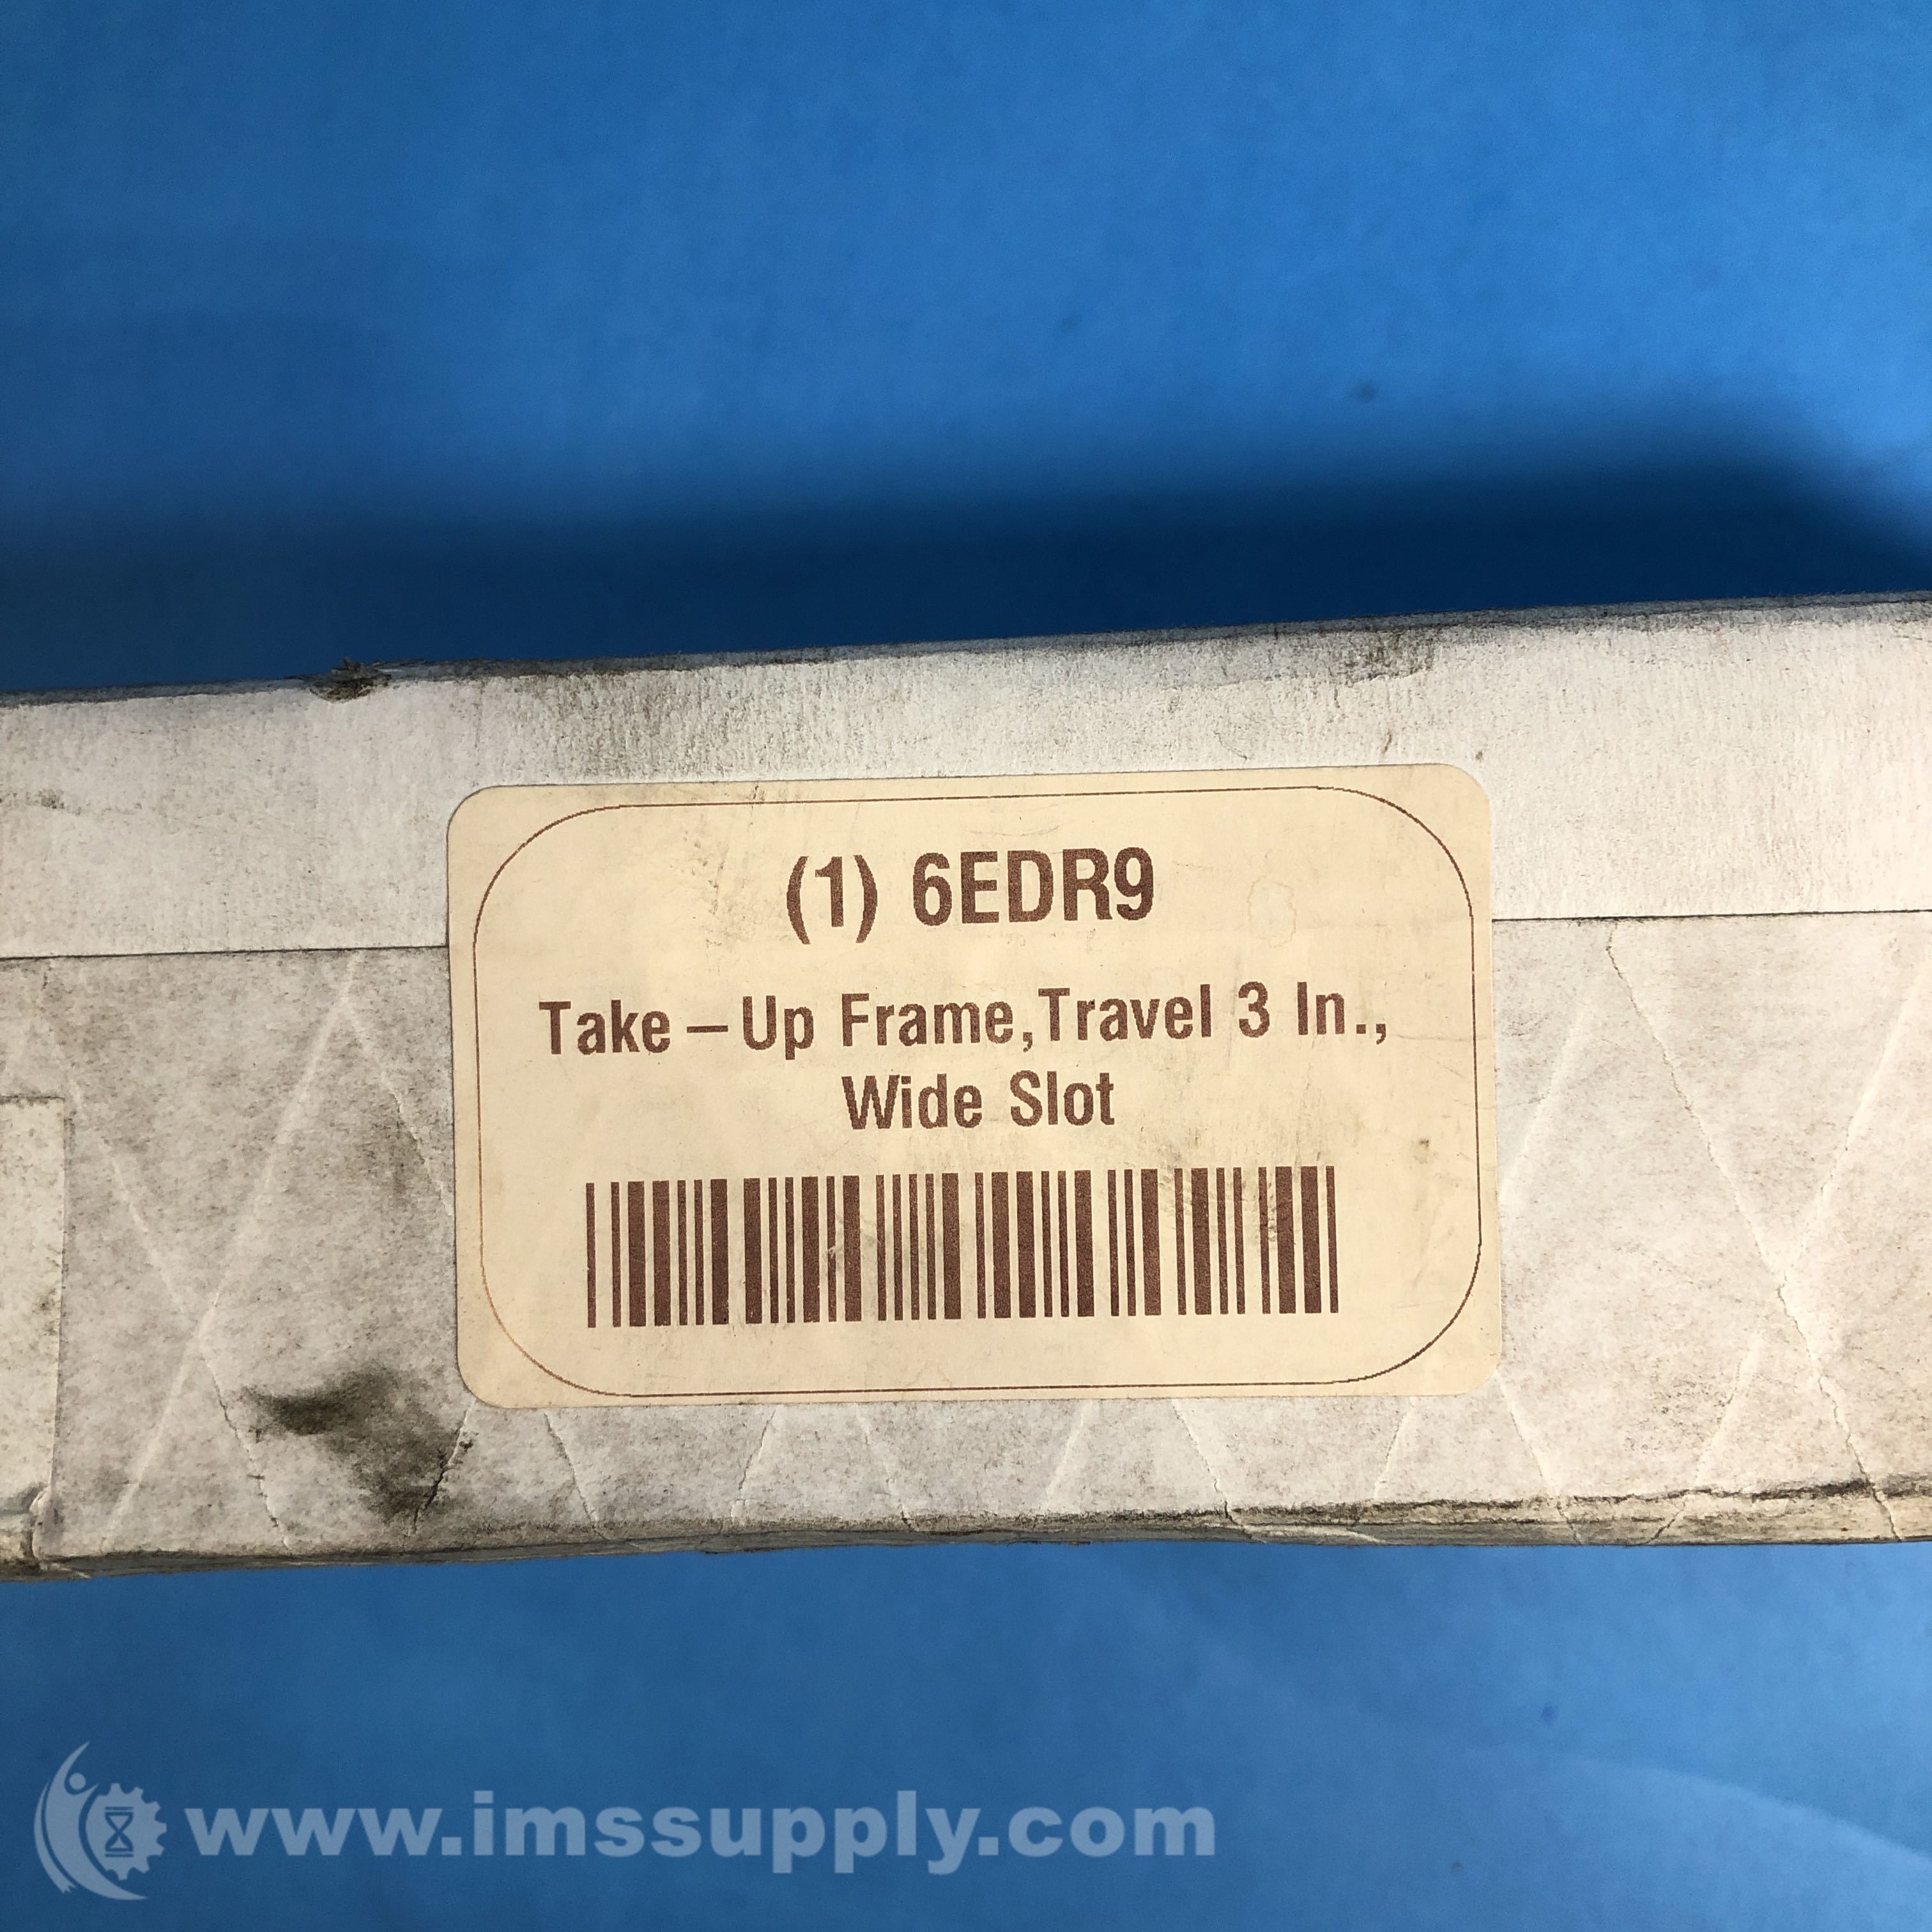 (1) 6EDR9
Take-Up Frame,Travel 3 In.,
Wide Slot
www.imssupply.com